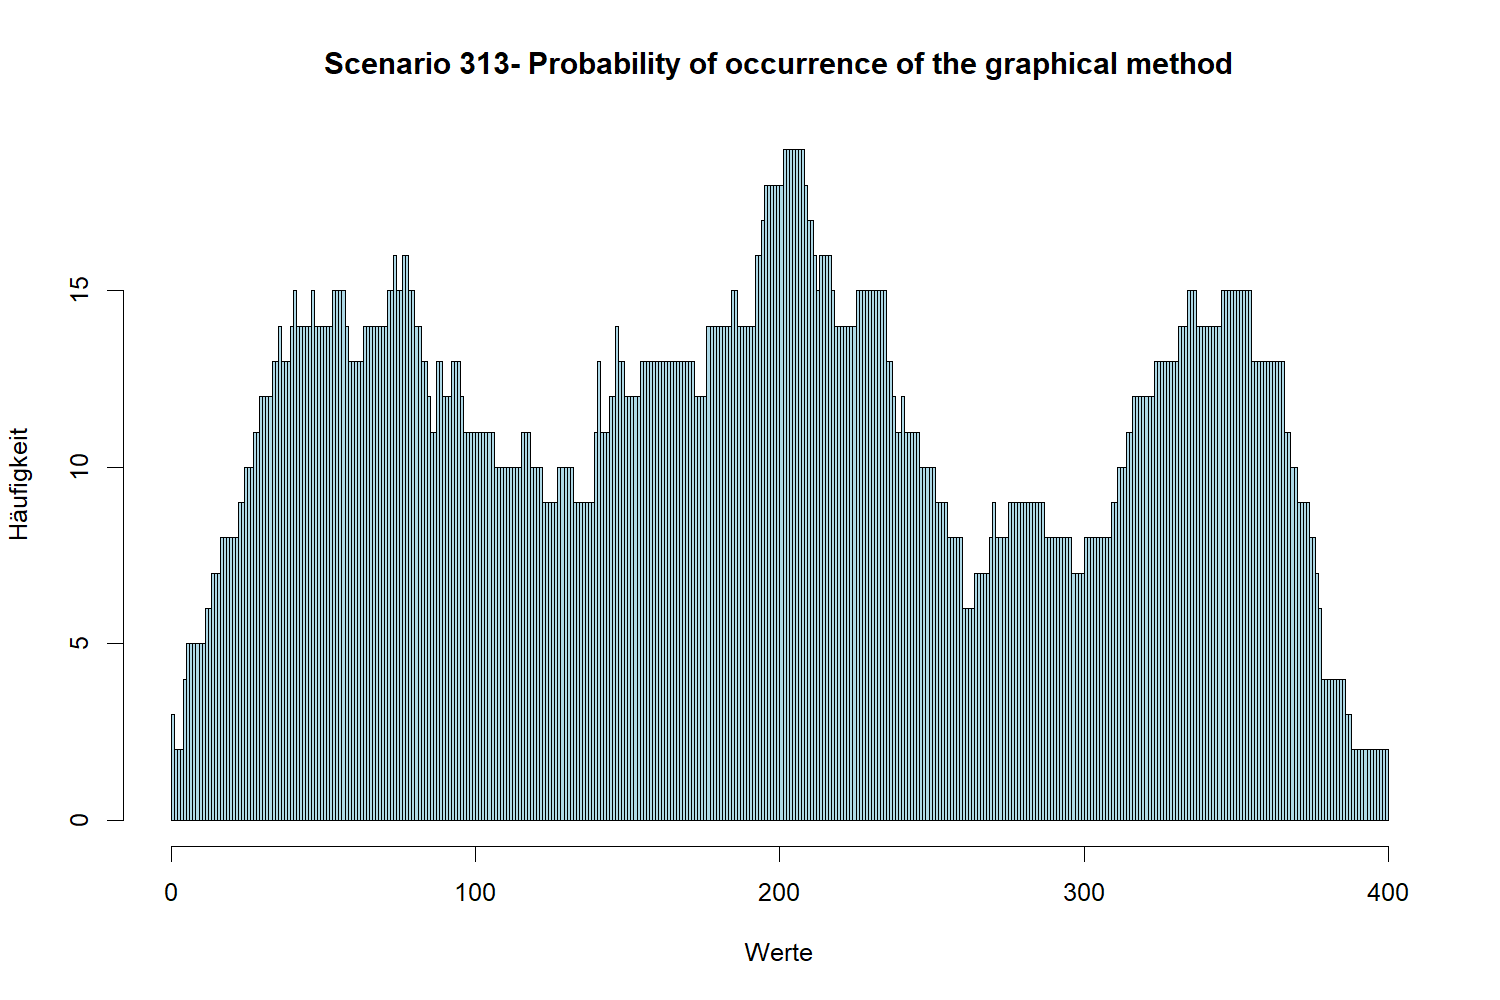 Scenario 313- Probability of occurrence of the graphical method
Häufigkeit
15
10
5
0
0 100 200 300 400
Werte